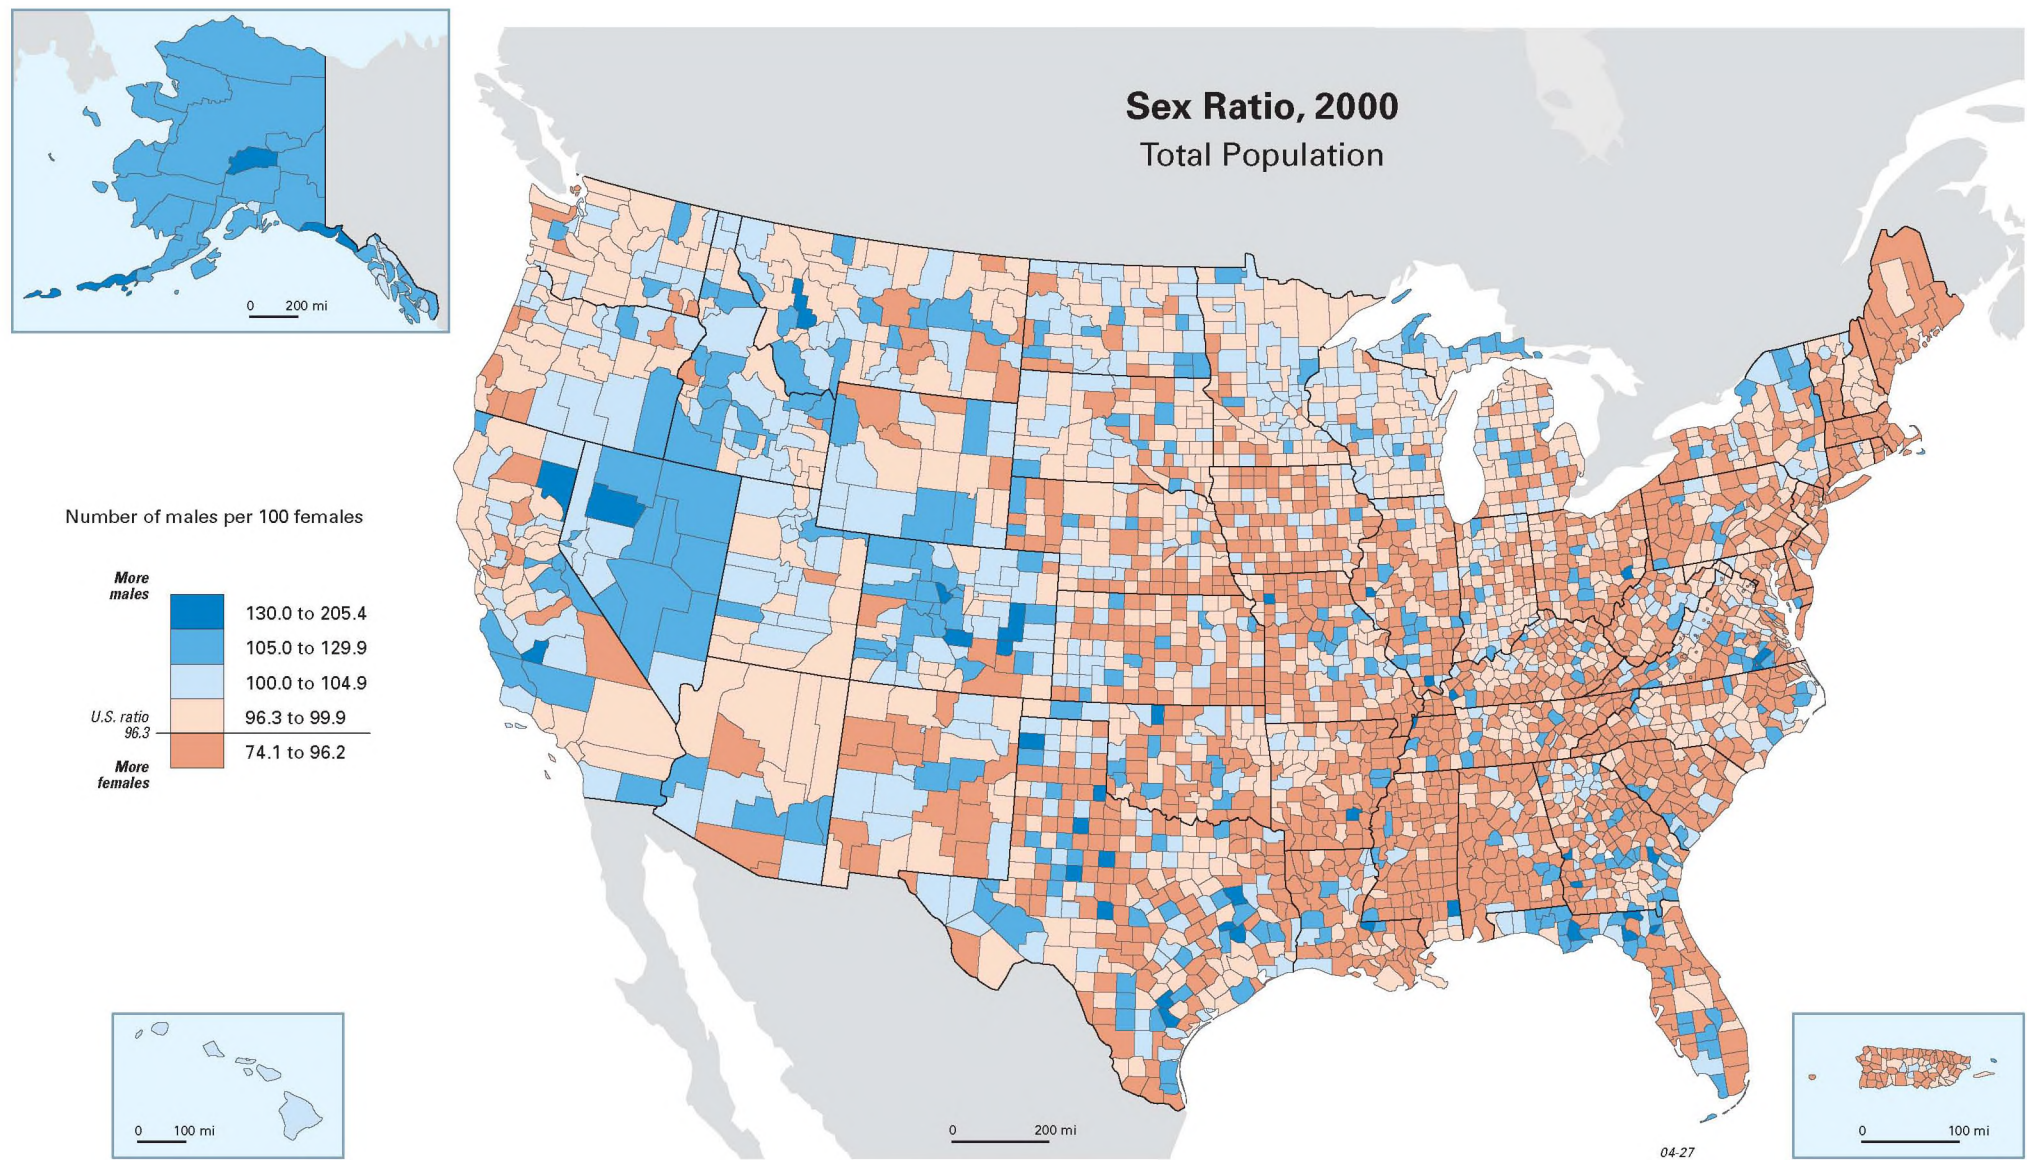 Sex Ratio, 2000
Total Population
0 200 mi
Number of males per 100 females
More
males
130.0 to 205.4
105.0 to 129.9
100.0 to 104.9
U.S. ratio
96.3
96.3 to 99.9
74.1 to 96.2
More
females
0 100 mi
0 200 mi
0 100 mi
04-27